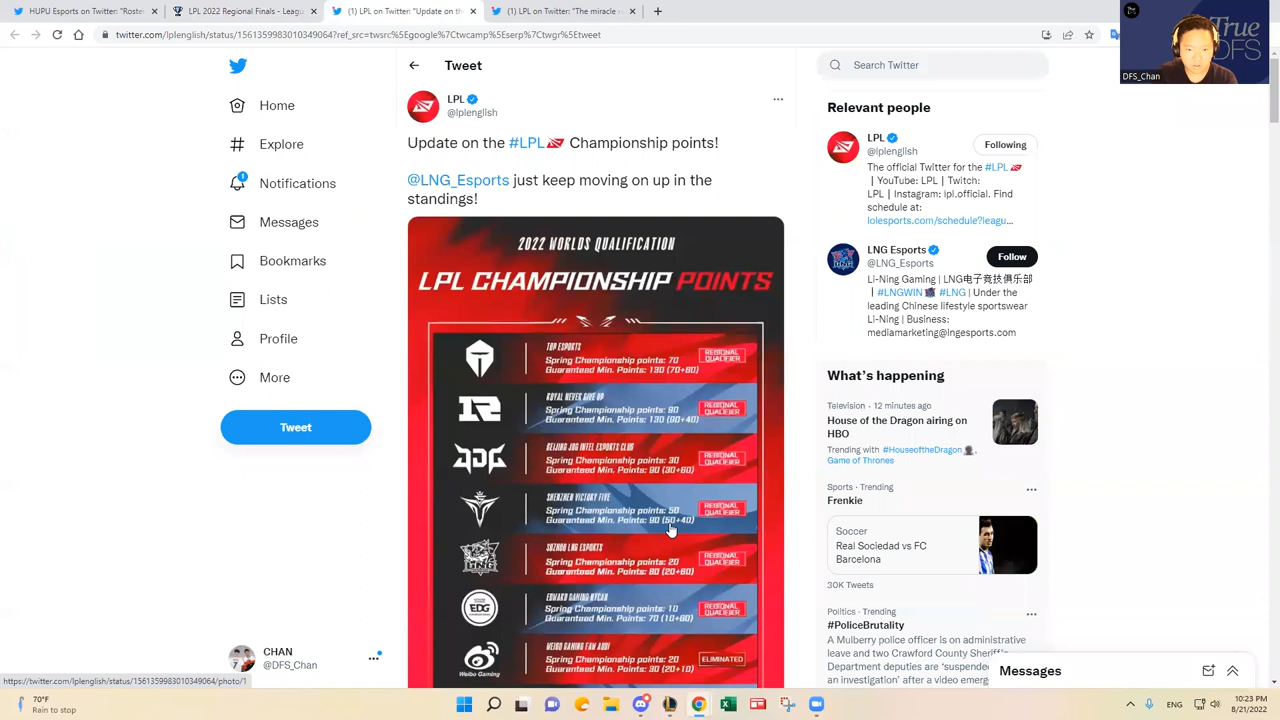 HUPU Esports on Twitter: "Roste
LPL 2022 Regional Finals - Leagu
(1) LPL on Twitter: "Update on the
(1) LPL on Twitter: "The miracle r
twitter.com/lplenglish/status/1561359983010349064?ref_src=twsrc%5Egoogle%7Ctwcamp%5Eserp%7Ctwgr%5Etweet
True
DFS
DFS_Chan
Home
Explore
Notifications
Messages
Bookmarks
Lists
Profile
More
Tweet
CHAN
@DFS_Chan
Tweet
LPL
@lplenglish
Update on the #LPL Championship points!
@LNG_Esports just keep moving on up in the
standings!
2022 WORLDS QUALIFICATION
LPL CHAMPIONSHIP POINTS
TOP ESPORTS
Spring Championship points: 70
Guaranteed Min. Points: 130 (70+60)
REGIONAL
QUALIFIER
ROYAL NEVER GIVE UP
Spring Championship points: 90
Guaranteed Min. Points: 130 (90+40)
REGIONAL
QUALIFIER
BEIJING JDG INTEL ESPORTS CLUB
Spring Championship points: 30
Guaranteed Min. Points: 90 (30+60)
REGIONAL
QUALIFIER
SHENZHEN VICTORY FIVE
Spring Championship points: 50
Guaranteed Min. Points: 90 (50+40)
REGIONAL
QUALIFIER
SUZHOU LNG ESPORTS
Spring Championship points: 20
Guaranteed Min. Points: 80 (20+60)
REGIONAL
QUALIFIER
EDG
EDWARD GAMING HYCAN
Spring Championship points: 10
Guaranteed Min. Points: 70 (10+60)
REGIONAL
QUALIFIER
Weibo Gaming
WEIBO GAMING FAW AUDI
Spring Championship points: 20
Guaranteed Min. Points: 30 (20+10)
ELIMINATED
Search Twitter
Relevant people
LPL
@lplenglish
Following
The official Twitter for the #LPL
| YouTube: LPL | Twitch:
LPL | Instagram: lpl.official. Find
schedule at:
lolesports.com/schedule?leagu…
LNG Esports
@LNG_Esports
Follow
Li-Ning Gaming | LNG电子竞技俱乐部
| #LNGWIN #LNG | Under the
leading Chinese lifestyle sportswear
Li-Ning | Business:
mediamarketing@lngesports.com
What's happening
Television · 12 minutes ago
House of the Dragon airing on
HBO
Trending with #HouseoftheDragon,
Game of Thrones
Sports · Trending
Frenkie
Soccer
Real Sociedad vs FC
Barcelona
30K Tweets
Politics · Trending
#PoliceBrutality
A Mulberry police officer is on administrative
leave and two Crawford County Sheriff's
Department deputies are 'suspended
an investigation' after a video emerg
Messages
https://twitter.com/lplenglish/status/1561359983010349064/photo/1
70°F
Rain to stop
10:23 PM
8/21/2022